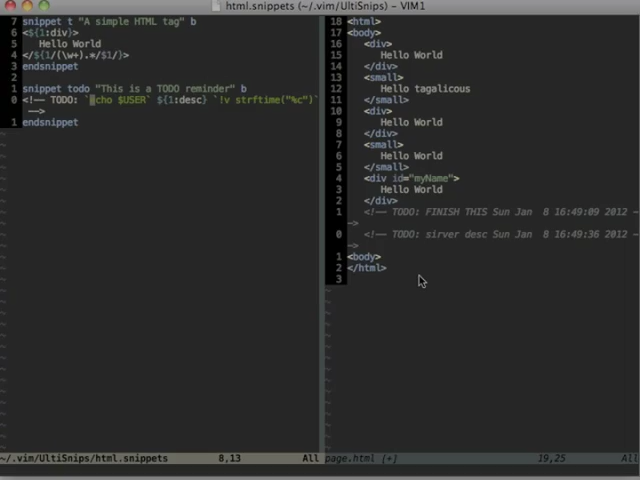 html.snippets (~/.vim/UltiSnips) – VIM1
7 snippet t "A simple HTML tag" b
6 <${1:div}>
5 Hello World
4 </${1/(\w+).*/$1/}>
3 endsnippet
2
1 snippet todo "This is a TODO reminder" b
0 <!-- TODO: `echo $USER` ${1:desc} `!v strftime("%c")`
-->
1 endsnippet
~/.vim/UltiSnips/html.snippets 8,13 All
18 <html>
17 <body>
16 <div>
15 Hello World
14 </div>
13 <small>
12 Hello tagalicous
11 </small>
10 <div>
9 Hello World
8 </div>
7 <small>
6 Hello World
5 </small>
4 <div id="myName">
3 Hello World
2 </div>
1 <!-- TODO: FINISH THIS Sun Jan 8 16:49:09 2012 -
->
0 <!-- TODO: sirver desc Sun Jan 8 16:49:36 2012 -
->
1 <body>
2 </html>
3
page.html [+] 19,25 All